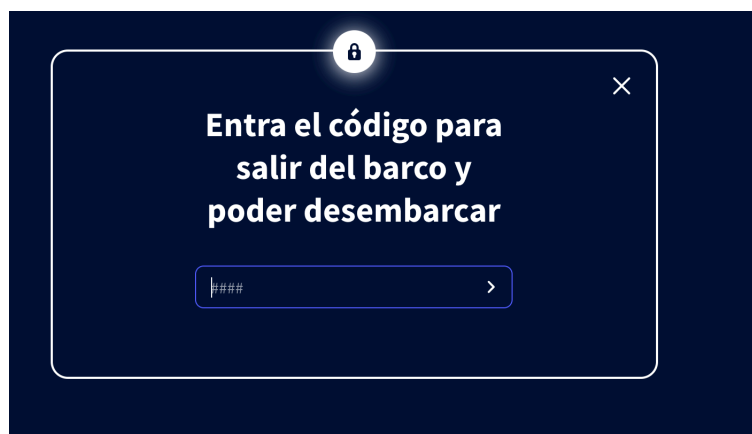 Entra el código para
salir del barco y
poder desembarcar
####